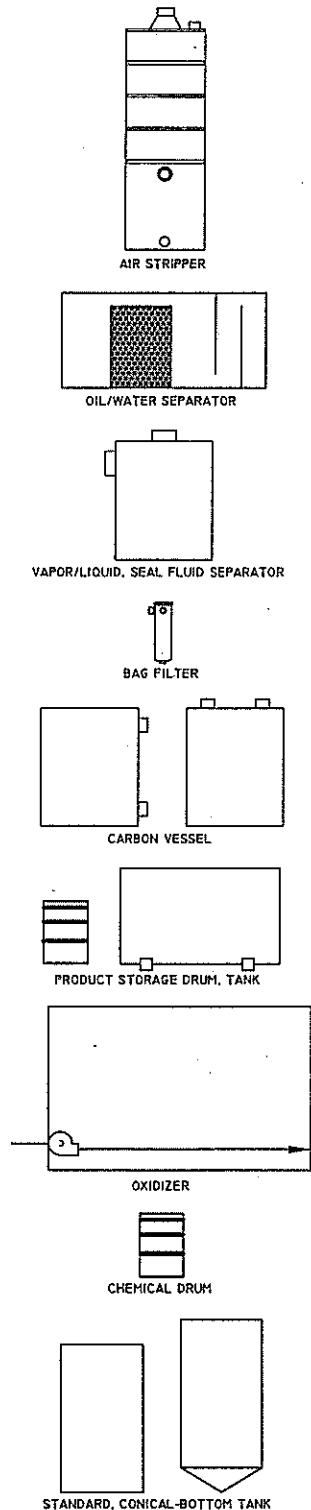 AIR STRIPPER
OIL/WATER SEPARATOR
VAPOR/LIQUID, SEAL FLUID SEPARATOR
BAG FILTER
CARBON VESSEL
PRODUCT STORAGE DRUM, TANK
OXIDIZER
CHEMICAL DRUM
STANDARD, CONICAL-BOTTOM TANK